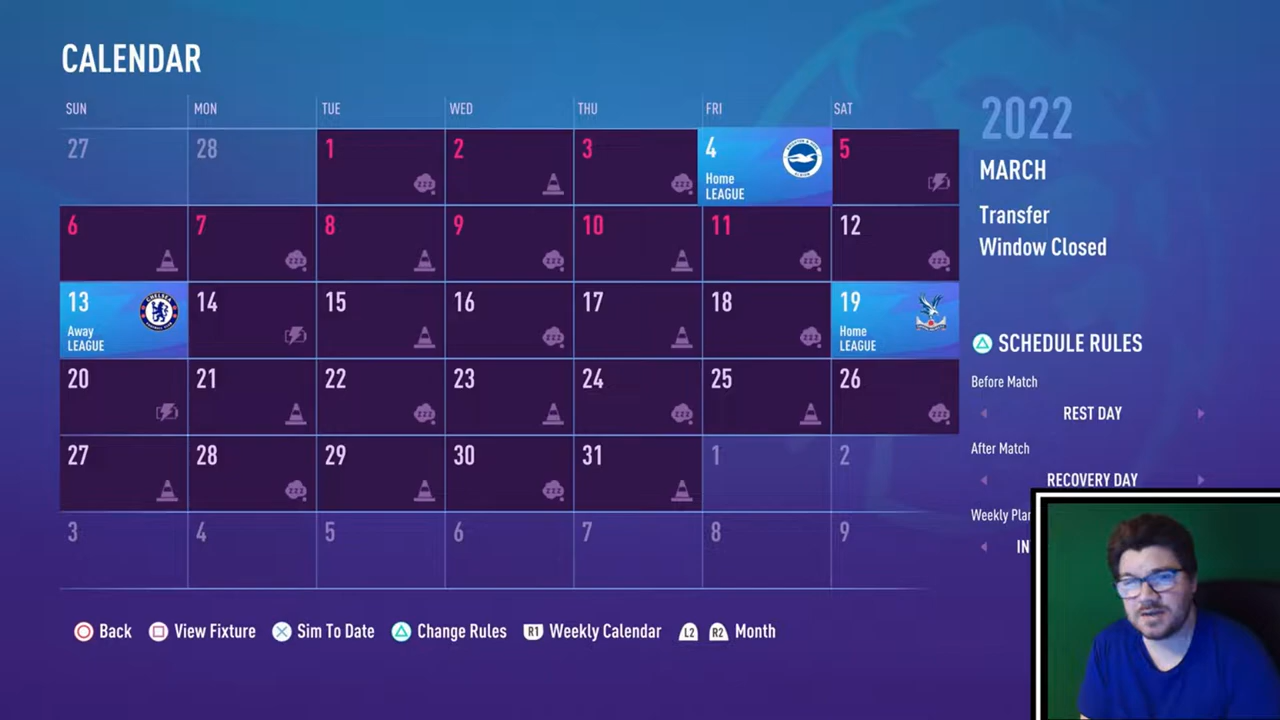 CALENDAR
SUN MON TUE WED THU FRI SAT
27 28 1 2 3 4 5
Home
LEAGUE
6 7 8 9 10 11 12
13 14 15 16 17 18 19
Away
LEAGUE
Home
LEAGUE
20 21 22 23 24 25 26
27 28 29 30 31 1 2
3 4 5 6 7 8 9
2022
MARCH
Transfer
Window Closed
SCHEDULE RULES
Before Match
REST DAY
After Match
RECOVERY DAY
Weekly Plan
IN
Back View Fixture Sim To Date Change Rules R1 Weekly Calendar L2 R2 Month